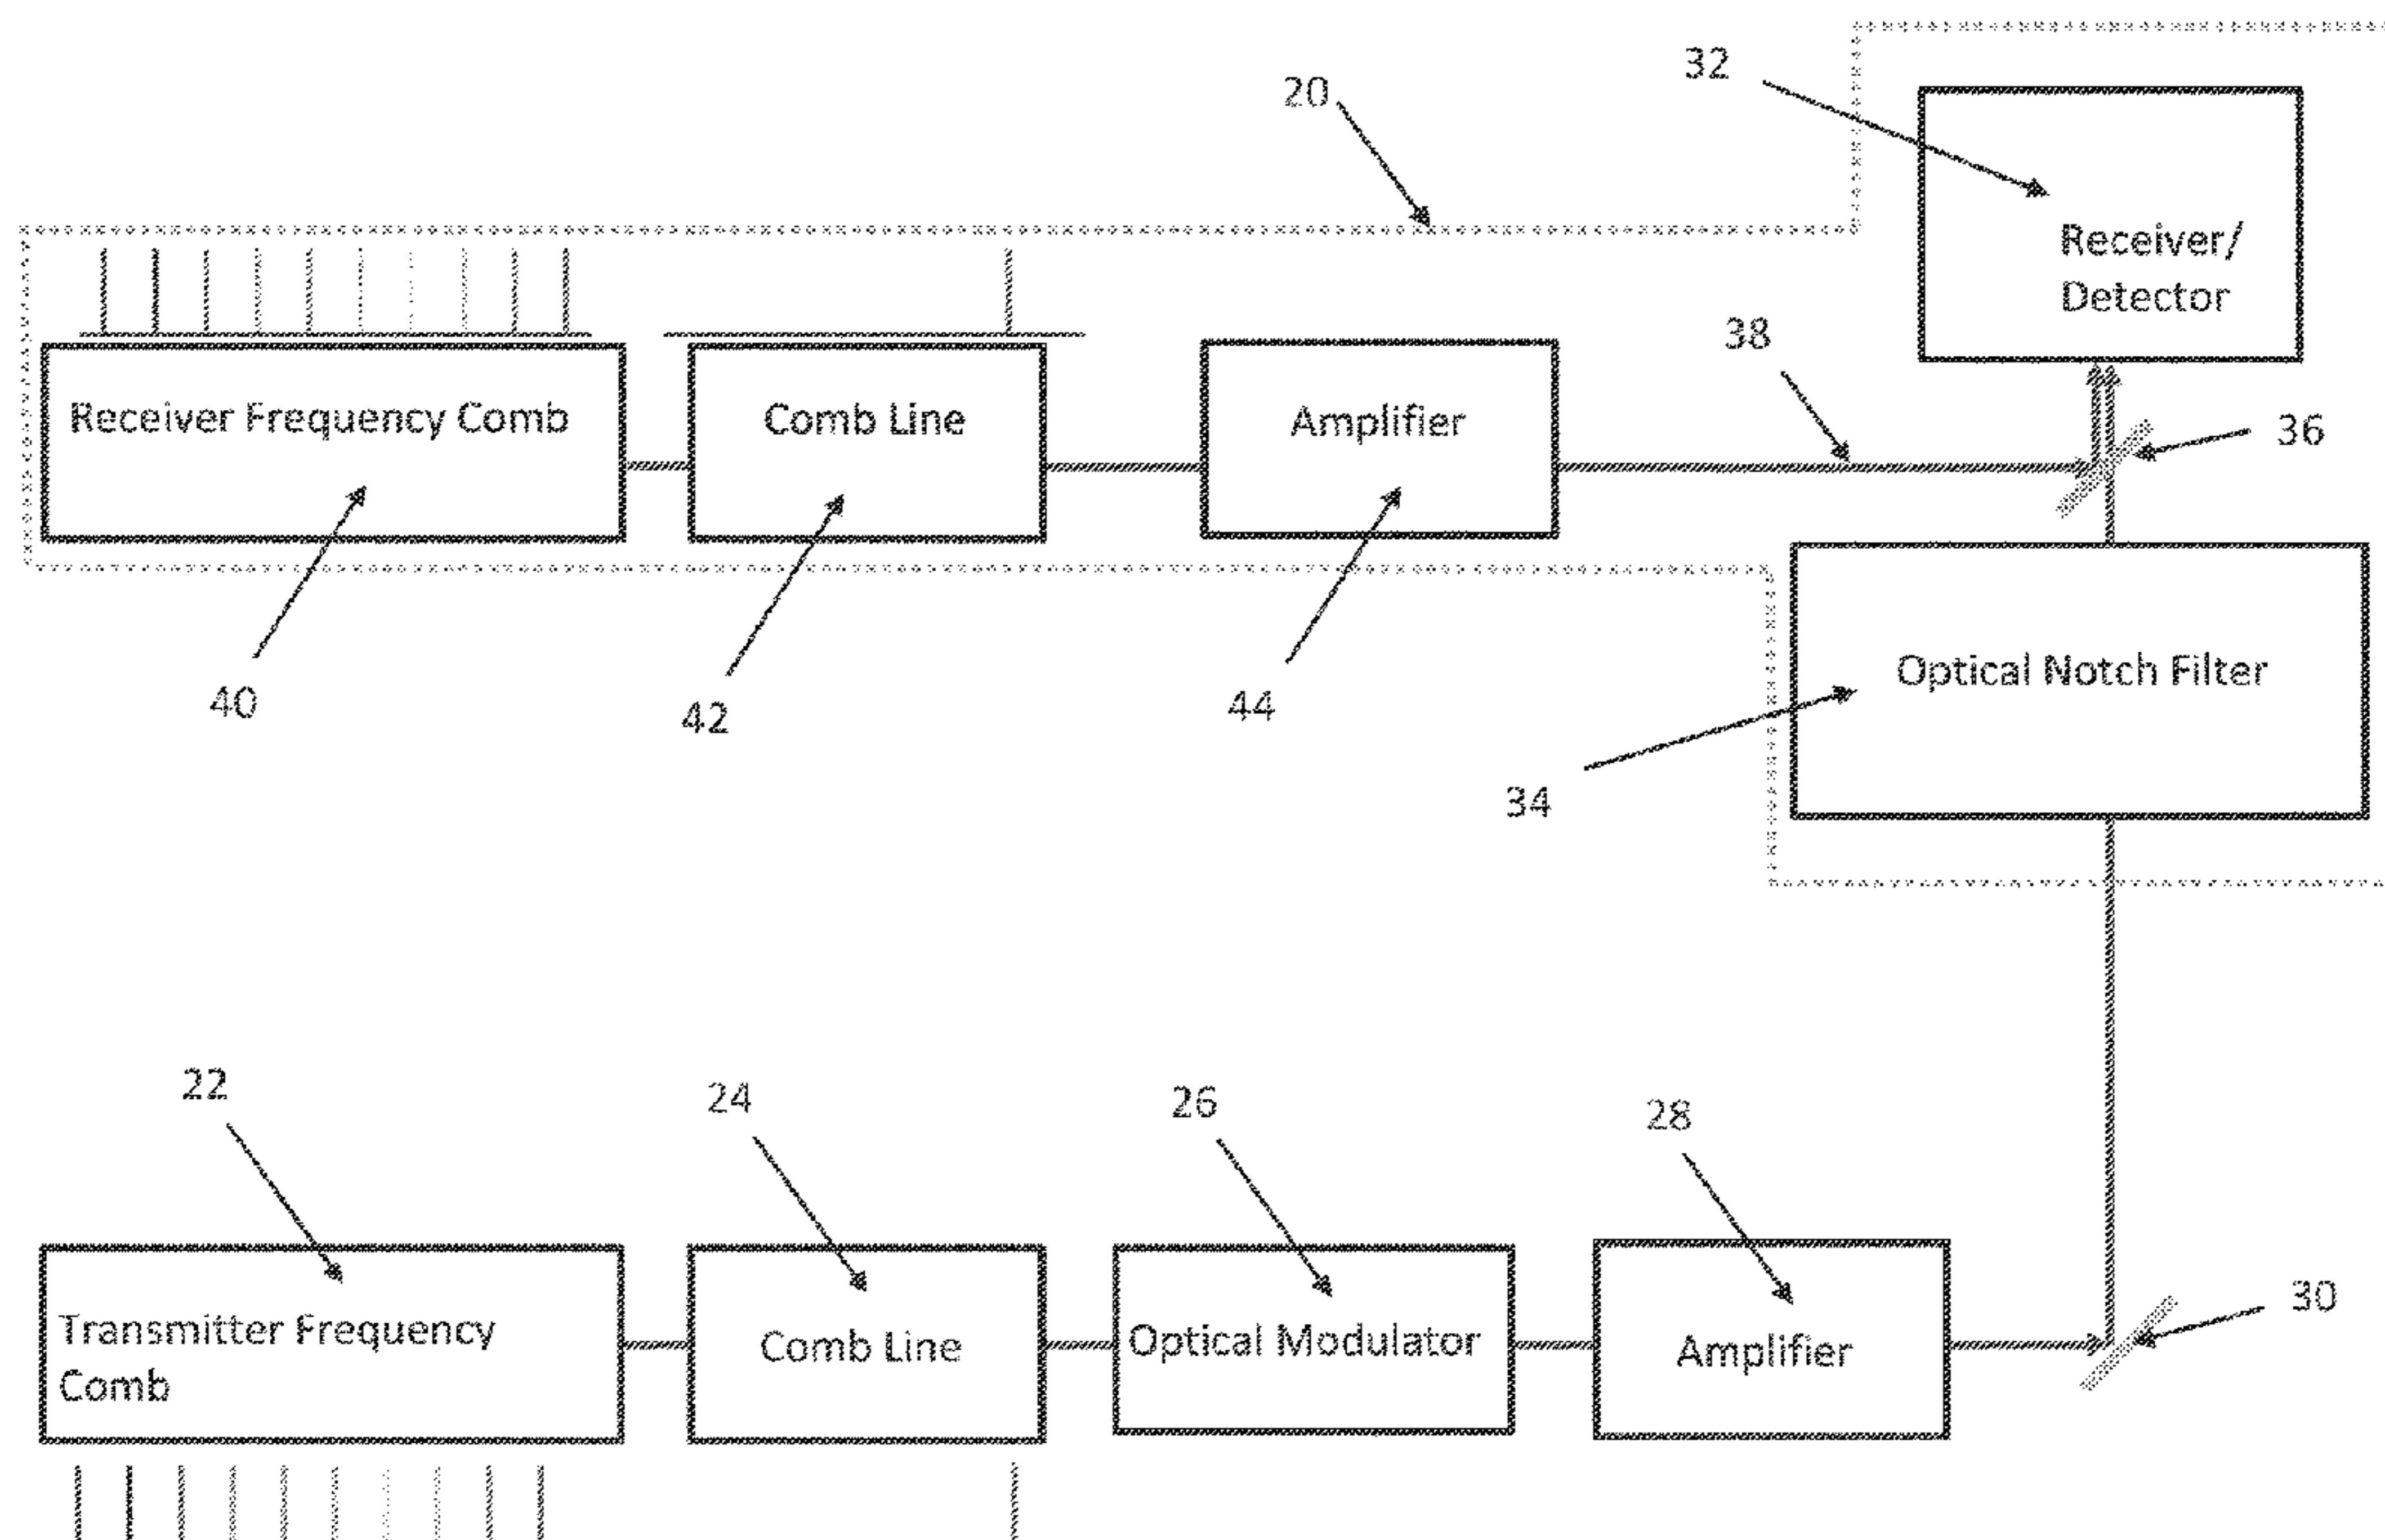 32
20
Receiver/
Detector
38
36
Receiver Frequency Comb
Comb Line
Amplifier
40
42
44
Optical Notch Filter
34
22
24
26
28
30
Transmitter Frequency
Comb
Comb Line
Optical Modulator
Amplifier